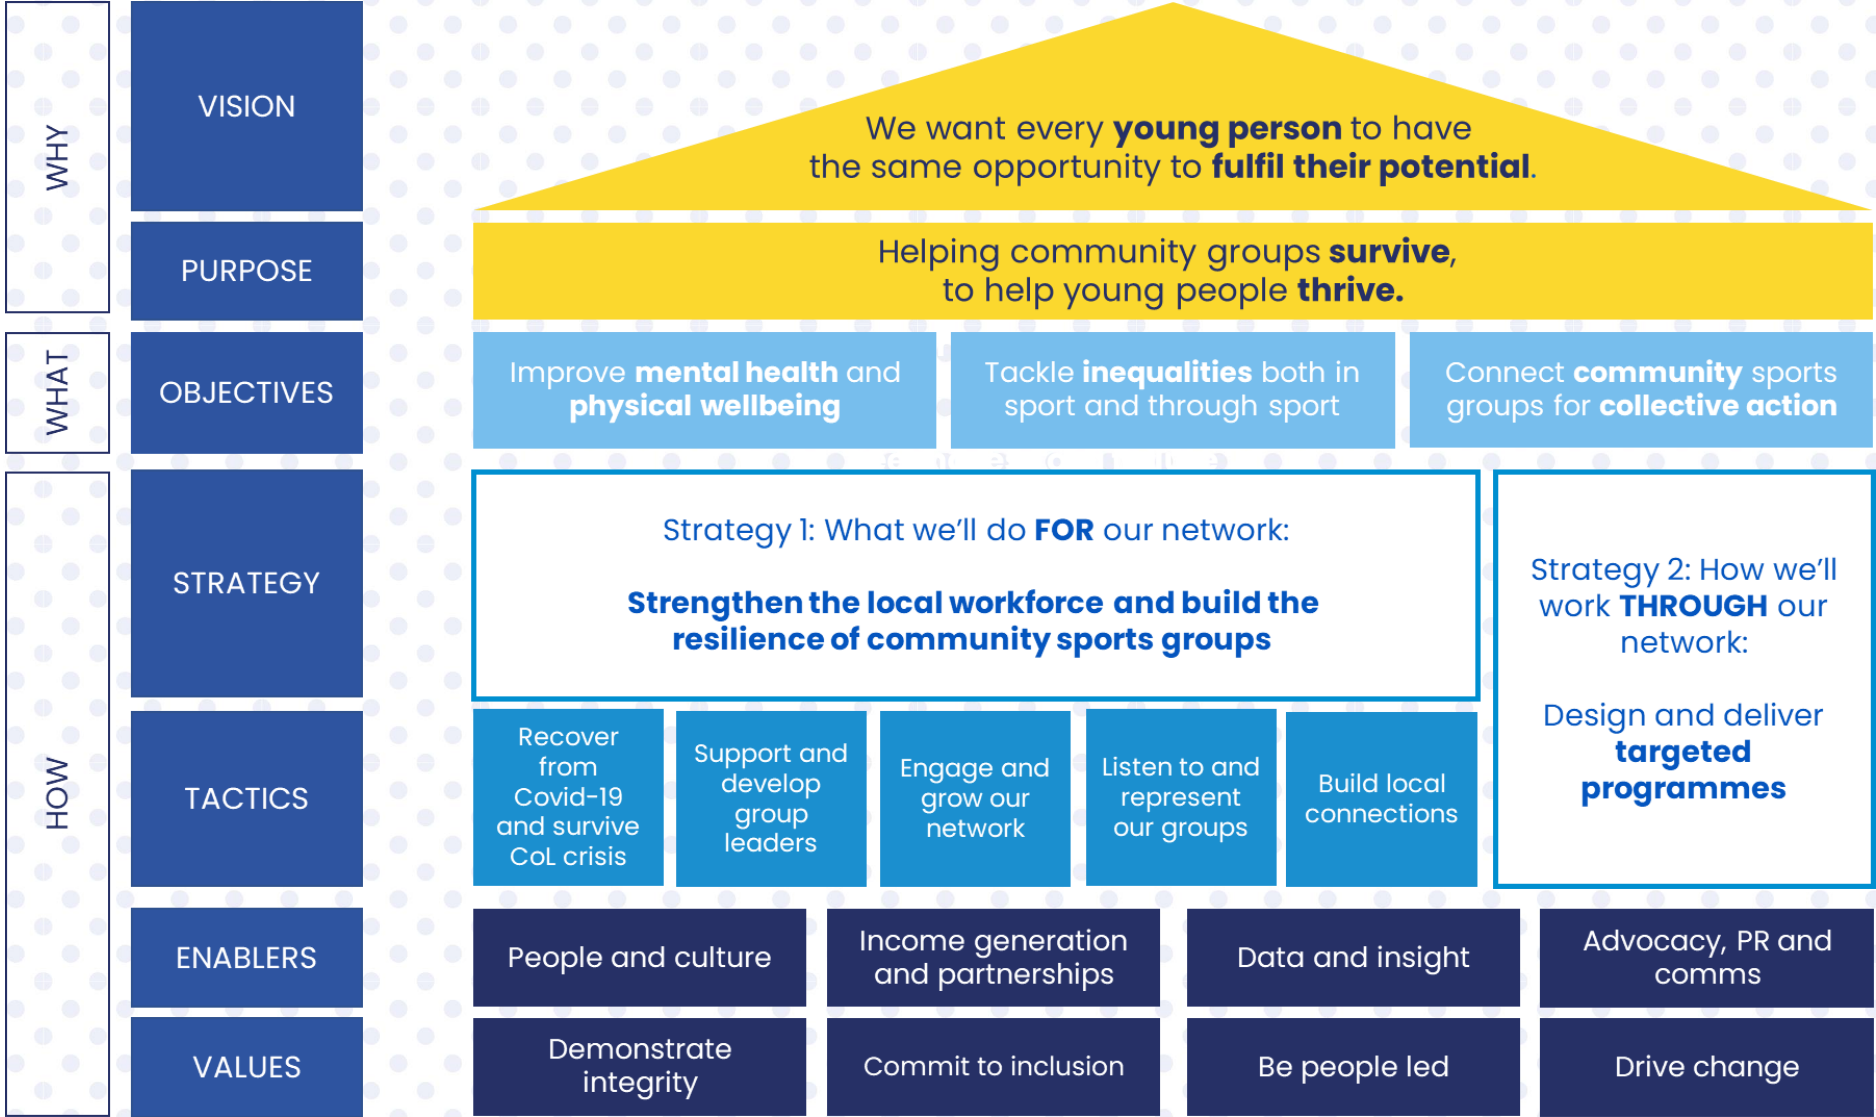 WHY
VISION
We want every young person to have
the same opportunity to fulfil their potential.
PURPOSE
Helping community groups survive,
to help young people thrive.
WHAT
OBJECTIVES
Improve mental health and
physical wellbeing
Tackle inequalities both in
sport and through sport
Connect community sports
groups for collective action
HOW
STRATEGY
Strategy 1: What we'll do FOR our network:
Strengthen the local workforce and build the
resilience of community sports groups
Strategy 2: How we'll
work THROUGH our
network:
Design and deliver
targeted
programmes
TACTICS
Recover
from
Covid-19
and survive
CoL crisis
Support and
develop
group
leaders
Engage and
grow our
network
Listen to and
represent
our groups
Build local
connections
ENABLERS
People and culture
Income generation
and partnerships
Data and insight
Advocacy, PR and
comms
VALUES
Demonstrate
integrity
Commit to inclusion
Be people led
Drive change